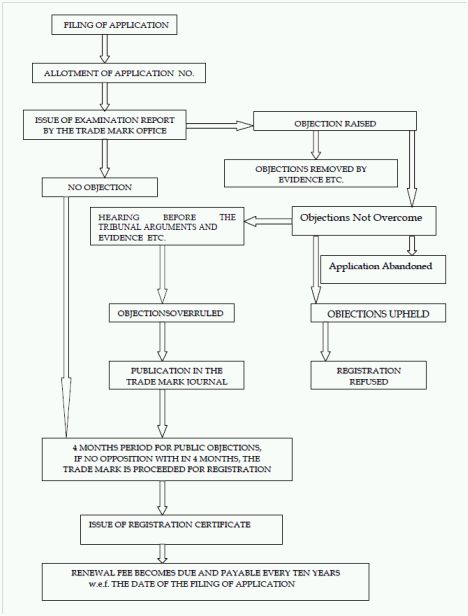 FILING OF APPLICATION
ALLOTMENT OF APPLICATION NO.
ISSUE OF EXAMINATION REPORT
BY THE TRADE MARK OFFICE
OBJECTION RAISED
OBJECTIONS REMOVED BY
EVIDENCE ETC.
NO OBJECTION
HEARING BEFORE THE
TRIBUNAL ARGUMENTS AND
EVIDENCE ETC.
Objections Not Overcome
Application Abandoned
OBJECTIONSOVERRULED
OBJECTIONS UPHELD
PUBLICATION IN THE
TRADE MARK JOURNAL
REGISTRATION
REFUSED
4 MONTHS PERIOD FOR PUBLIC OBJECTIONS,
IF NO OPPOSITION WITH IN 4 MONTHS, THE
TRADE MARK IS PROCEEDED FOR REGISTRATION
ISSUE OF REGISTRATION CERTIFICATE
RENEWAL FEE BECOMES DUE AND PAYABLE EVERY TEN YEARS
w.e.f. THE DATE OF THE FILING OF APPLICATION